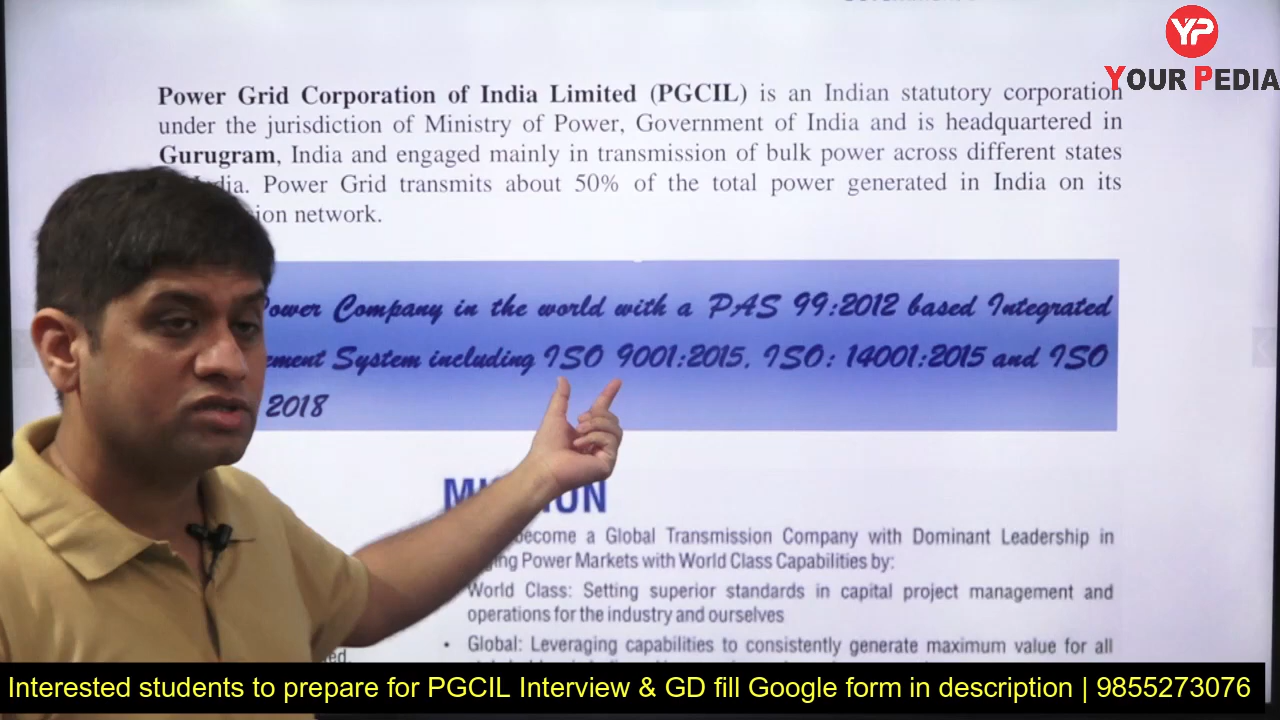 YP
YOUR PEDIA
Power Grid Corporation of India Limited (PGCIL) is an Indian statutory corporation
under the jurisdiction of Ministry of Power, Government of India and is headquartered in
Gurugram, India and engaged mainly in transmission of bulk power across different states
Power Grid transmits about 50% of the total power generated in India on its
network.
Company in the world with a PAS 99:2012 based Integrated
System including ISO 9001:2015, ISO: 14001:2015 and ISO
2018
become a Global Transmission Company with Dominant Leadership in
Power Markets with World Class Capabilities by:
World Class: Setting superior standards in capital project management and
operations for the industry and ourselves
• Global: Leveraging capabilities to consistently generate maximum value for all
Interested students to prepare for PGCIL Interview & GD fill Google form in description | 9855273076